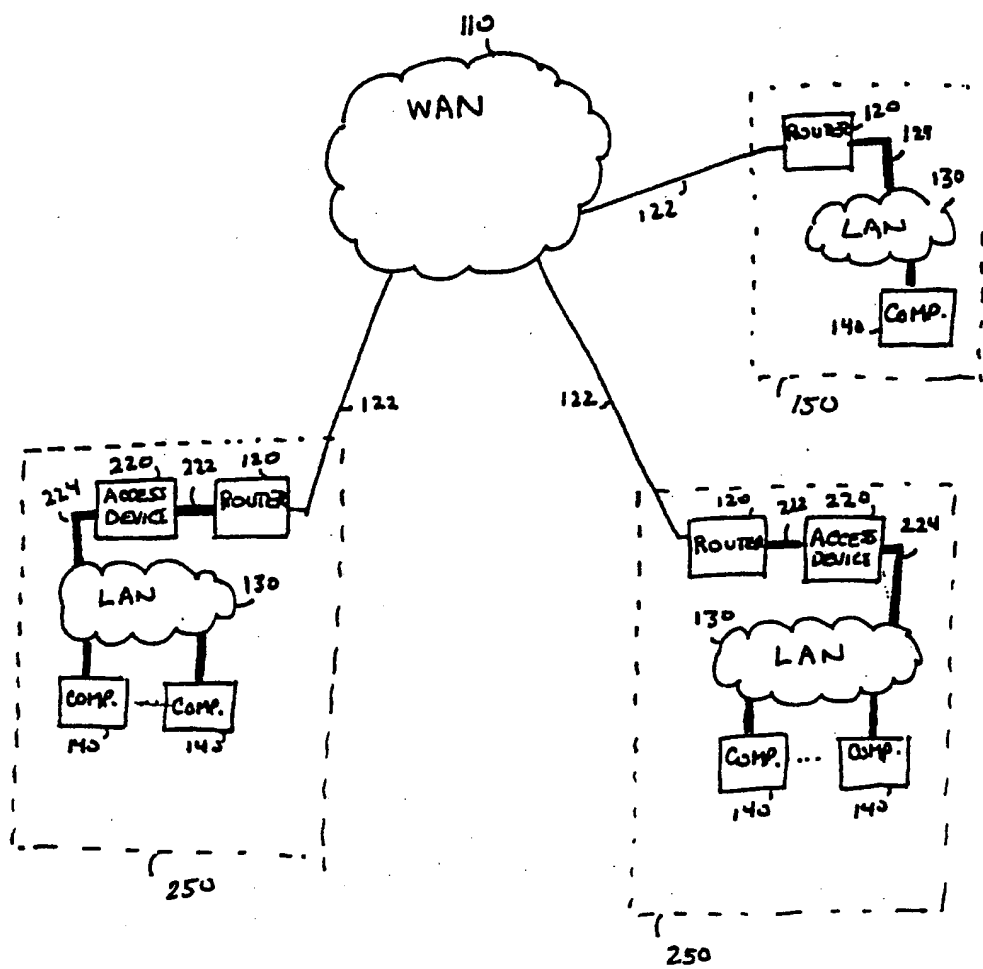 110
WAN
120
ROUTER
124
130
LAN
122
140
COMP.
150
122
122
220
222
120
224
ACCESS
DEVICE
ROUTER
130
LAN
COMP.
COMP.
140
140
250
120
222
220
224
ROUTER
ACCESS
DEVICE
130
LAN
COMP.
...
COMP.
140
140
250